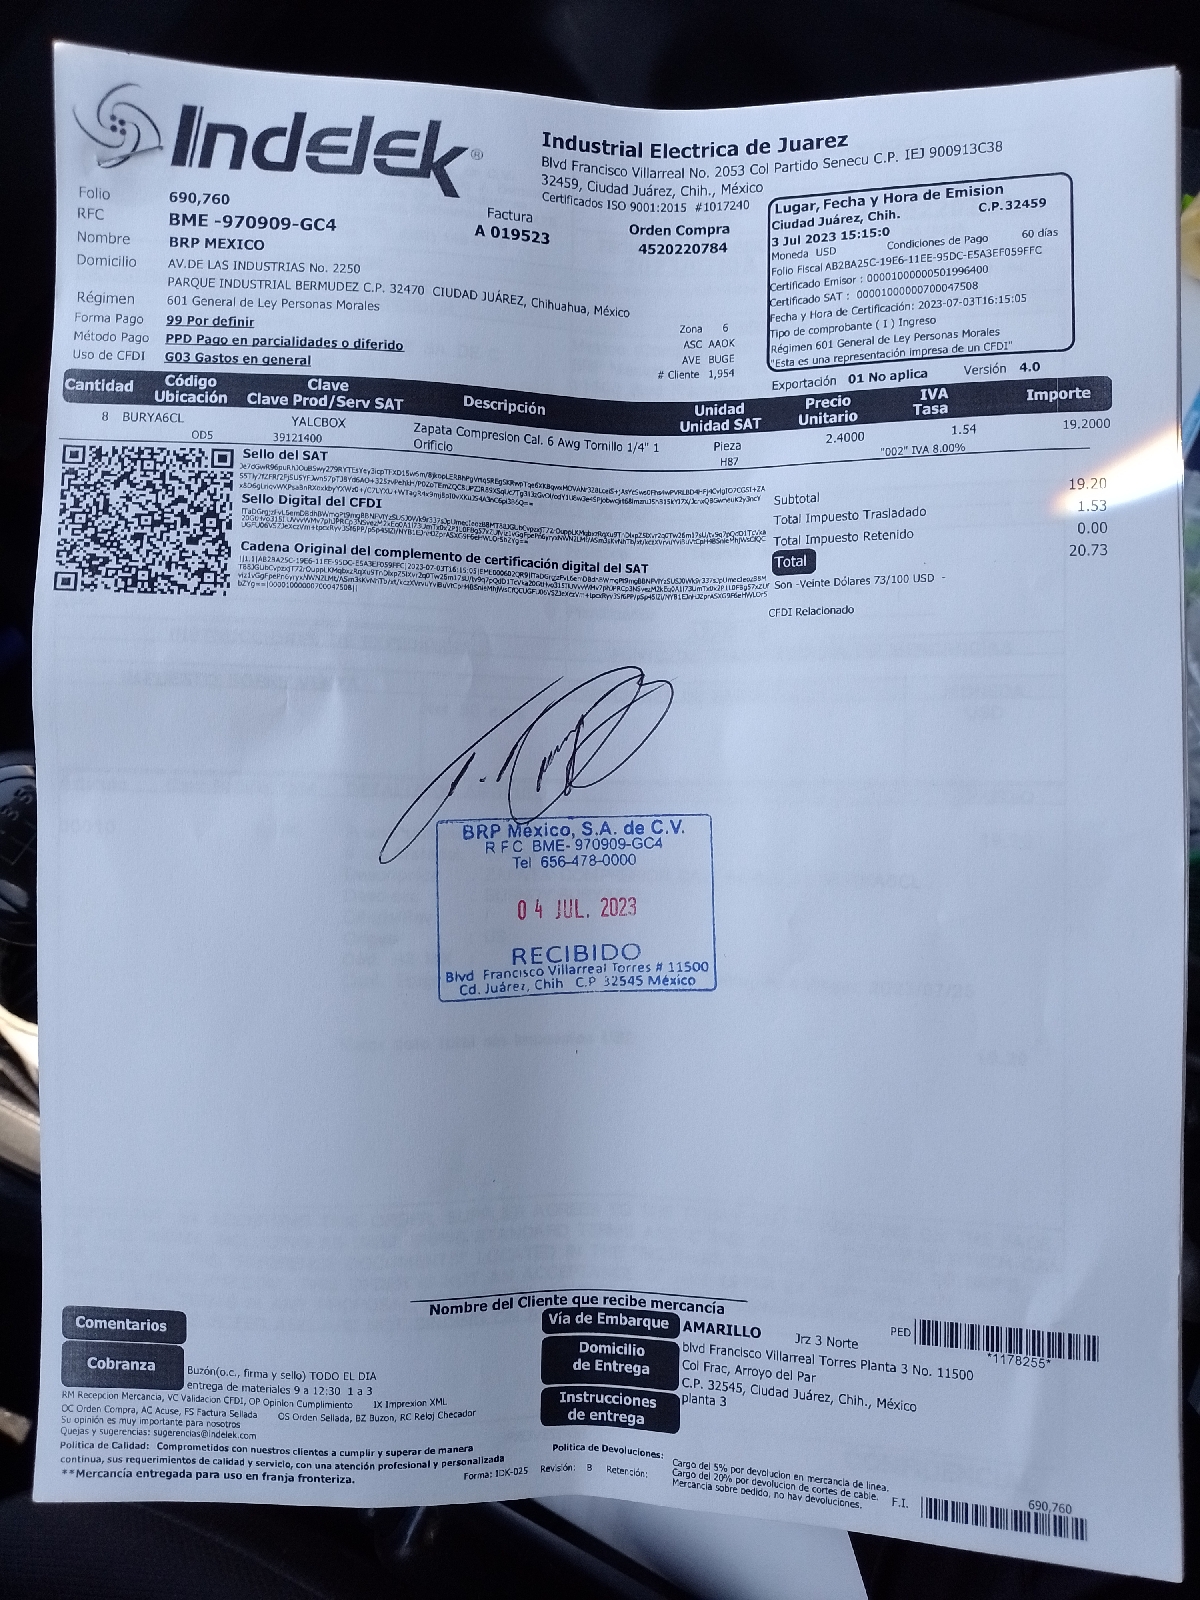 Indelek®
Industrial Electrica de Juarez
Blvd Francisco Villarreal No. 2053 Col Partido Senecu C.P. IEJ 900913C38
32459, Ciudad Juárez, Chih., México
Certificados ISO 9001:2015 #1017240
Folio 690,760
RFC BME -970909-GC4
Nombre BRP MEXICO
Factura
A 019523
Orden Compra
4520220784
Domicilio AV.DE LAS INDUSTRIAS No. 2250
PARQUE INDUSTRIAL BERMUDEZ C.P. 32470 CIUDAD JUÁREZ, Chihuahua, México
Régimen 601 General de Ley Personas Morales
Forma Pago 99 Por definir
Método Pago PPD Pago en parcialidades o diferido
Uso de CFDI G03 Gastos en general
Zona 6
ASC AAOK
AVE BUGE
# Cliente 1,954
Lugar, Fecha y Hora de Emision
Ciudad Juárez, Chih. C.P. 32459
3 Jul 2023 15:15:0
Condiciones de Pago 60 días
Moneda USD
Folio Fiscal AB2BA25C-19E6-11EE-95DC-E5A3EF059FFC
Certificado Emisor : 00001000000501996400
Certificado SAT : 00001000000700047508
Fecha y Hora de Certificación: 2023-07-03T16:15:05
Tipo de comprobante ( I ) Ingreso
Régimen 601 General de Ley Personas Morales
"Esta es una representación impresa de un CFDI"
Exportación 01 No aplica Versión 4.0
Cantidad Código Ubicación Clave Clave Prod/Serv SAT Descripción Unidad Unidad SAT Precio Unitario IVA Tasa Importe
8 BURYA6CL YALCBOX Zapata Compresion Cal. 6 Awg Tornillo 1/4" 1 Pieza 2.4000 1.54 19.2000
OD5 39121400 Orificio H87 "002" IVA 8.00%
Sello del SAT
Sello Digital del CFDI
Cadena Original del complemento de certificación digital del SAT
Subtotal 19.20
Total Impuesto Trasladado 1.53
Total Impuesto Retenido 0.00
Total 20.73
Son -Veinte Dólares 73/100 USD -
CFDI Relacionado
BRP México, S.A. de C.V.
R F C BME- 970909-GC4
Tel 656-478-0000
04 JUL. 2023
RECIBIDO
Blvd Francisco Villarreal Torres # 11500
Cd. Juárez, Chih C.P 32545 México
Nombre del Cliente que recibe mercancía
Comentarios
Cobranza
Buzón(o.c., firma y sello) TODO EL DIA
entrega de materiales 9 a 12:30 1 a 3
RM Recepcion Mercancia, VC Validacion CFDI, OP Opinion Cumplimiento IX Impresion XML
OC Orden Compra, AC Acuse, FS Factura Sellada OS Orden Sellada, BZ Buzon, RC Reloj Checador
Su opinión es muy importante para nosotros
Quejas y sugerencias: sugerencias@indelek.com
Politica de Calidad: Comprometidos con nuestros clientes a cumplir y superar de manera
continua, sus requerimientos de calidad y servicio, con una atención profesional y personalizada
**Mercancía entregada para uso en franja fronteriza.
Vía de Embarque AMARILLO Jrz 3 Norte PED
*1178255*
Domicilio de Entrega
blvd Francisco Villarreal Torres Planta 3 No. 11500
Col Frac, Arroyo del Par
C.P. 32545, Ciudad Juárez, Chih., México
Instrucciones de entrega
planta 3
Forma: IDK-025 Revisión: B Retención:
Politica de Devoluciones:
Cargo del 5% por devolucion en mercancia de linea.
Cargo del 20% por devolucion de cortes de cable.
Mercancia sobre pedido, no hay devoluciones.
F.I. 690,760